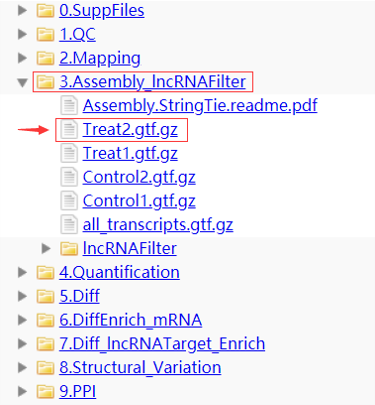 0.SuppFiles
1.QC
2.Mapping
3.Assembly_lncRNAFilter
Assembly.StringTie.readme.pdf
Treat2.gtf.gz
Treat1.gtf.gz
Control2.gtf.gz
Control1.gtf.gz
all_transcripts.gtf.gz
lncRNAFilter
4.Quantification
5.Diff
6.DiffEnrich_mRNA
7.Diff_lncRNATarget_Enrich
8.Structural_Variation
9.PPI